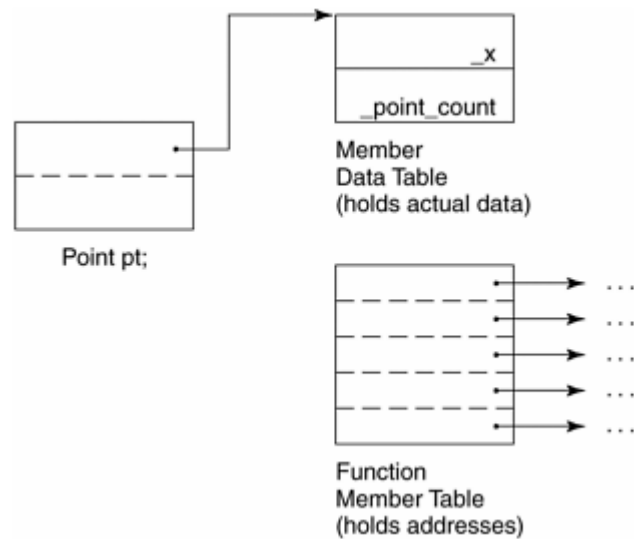 _x
_point_count
Member
Data Table
(holds actual data)
Point pt;
...
...
...
...
...
Function
Member Table
(holds addresses)